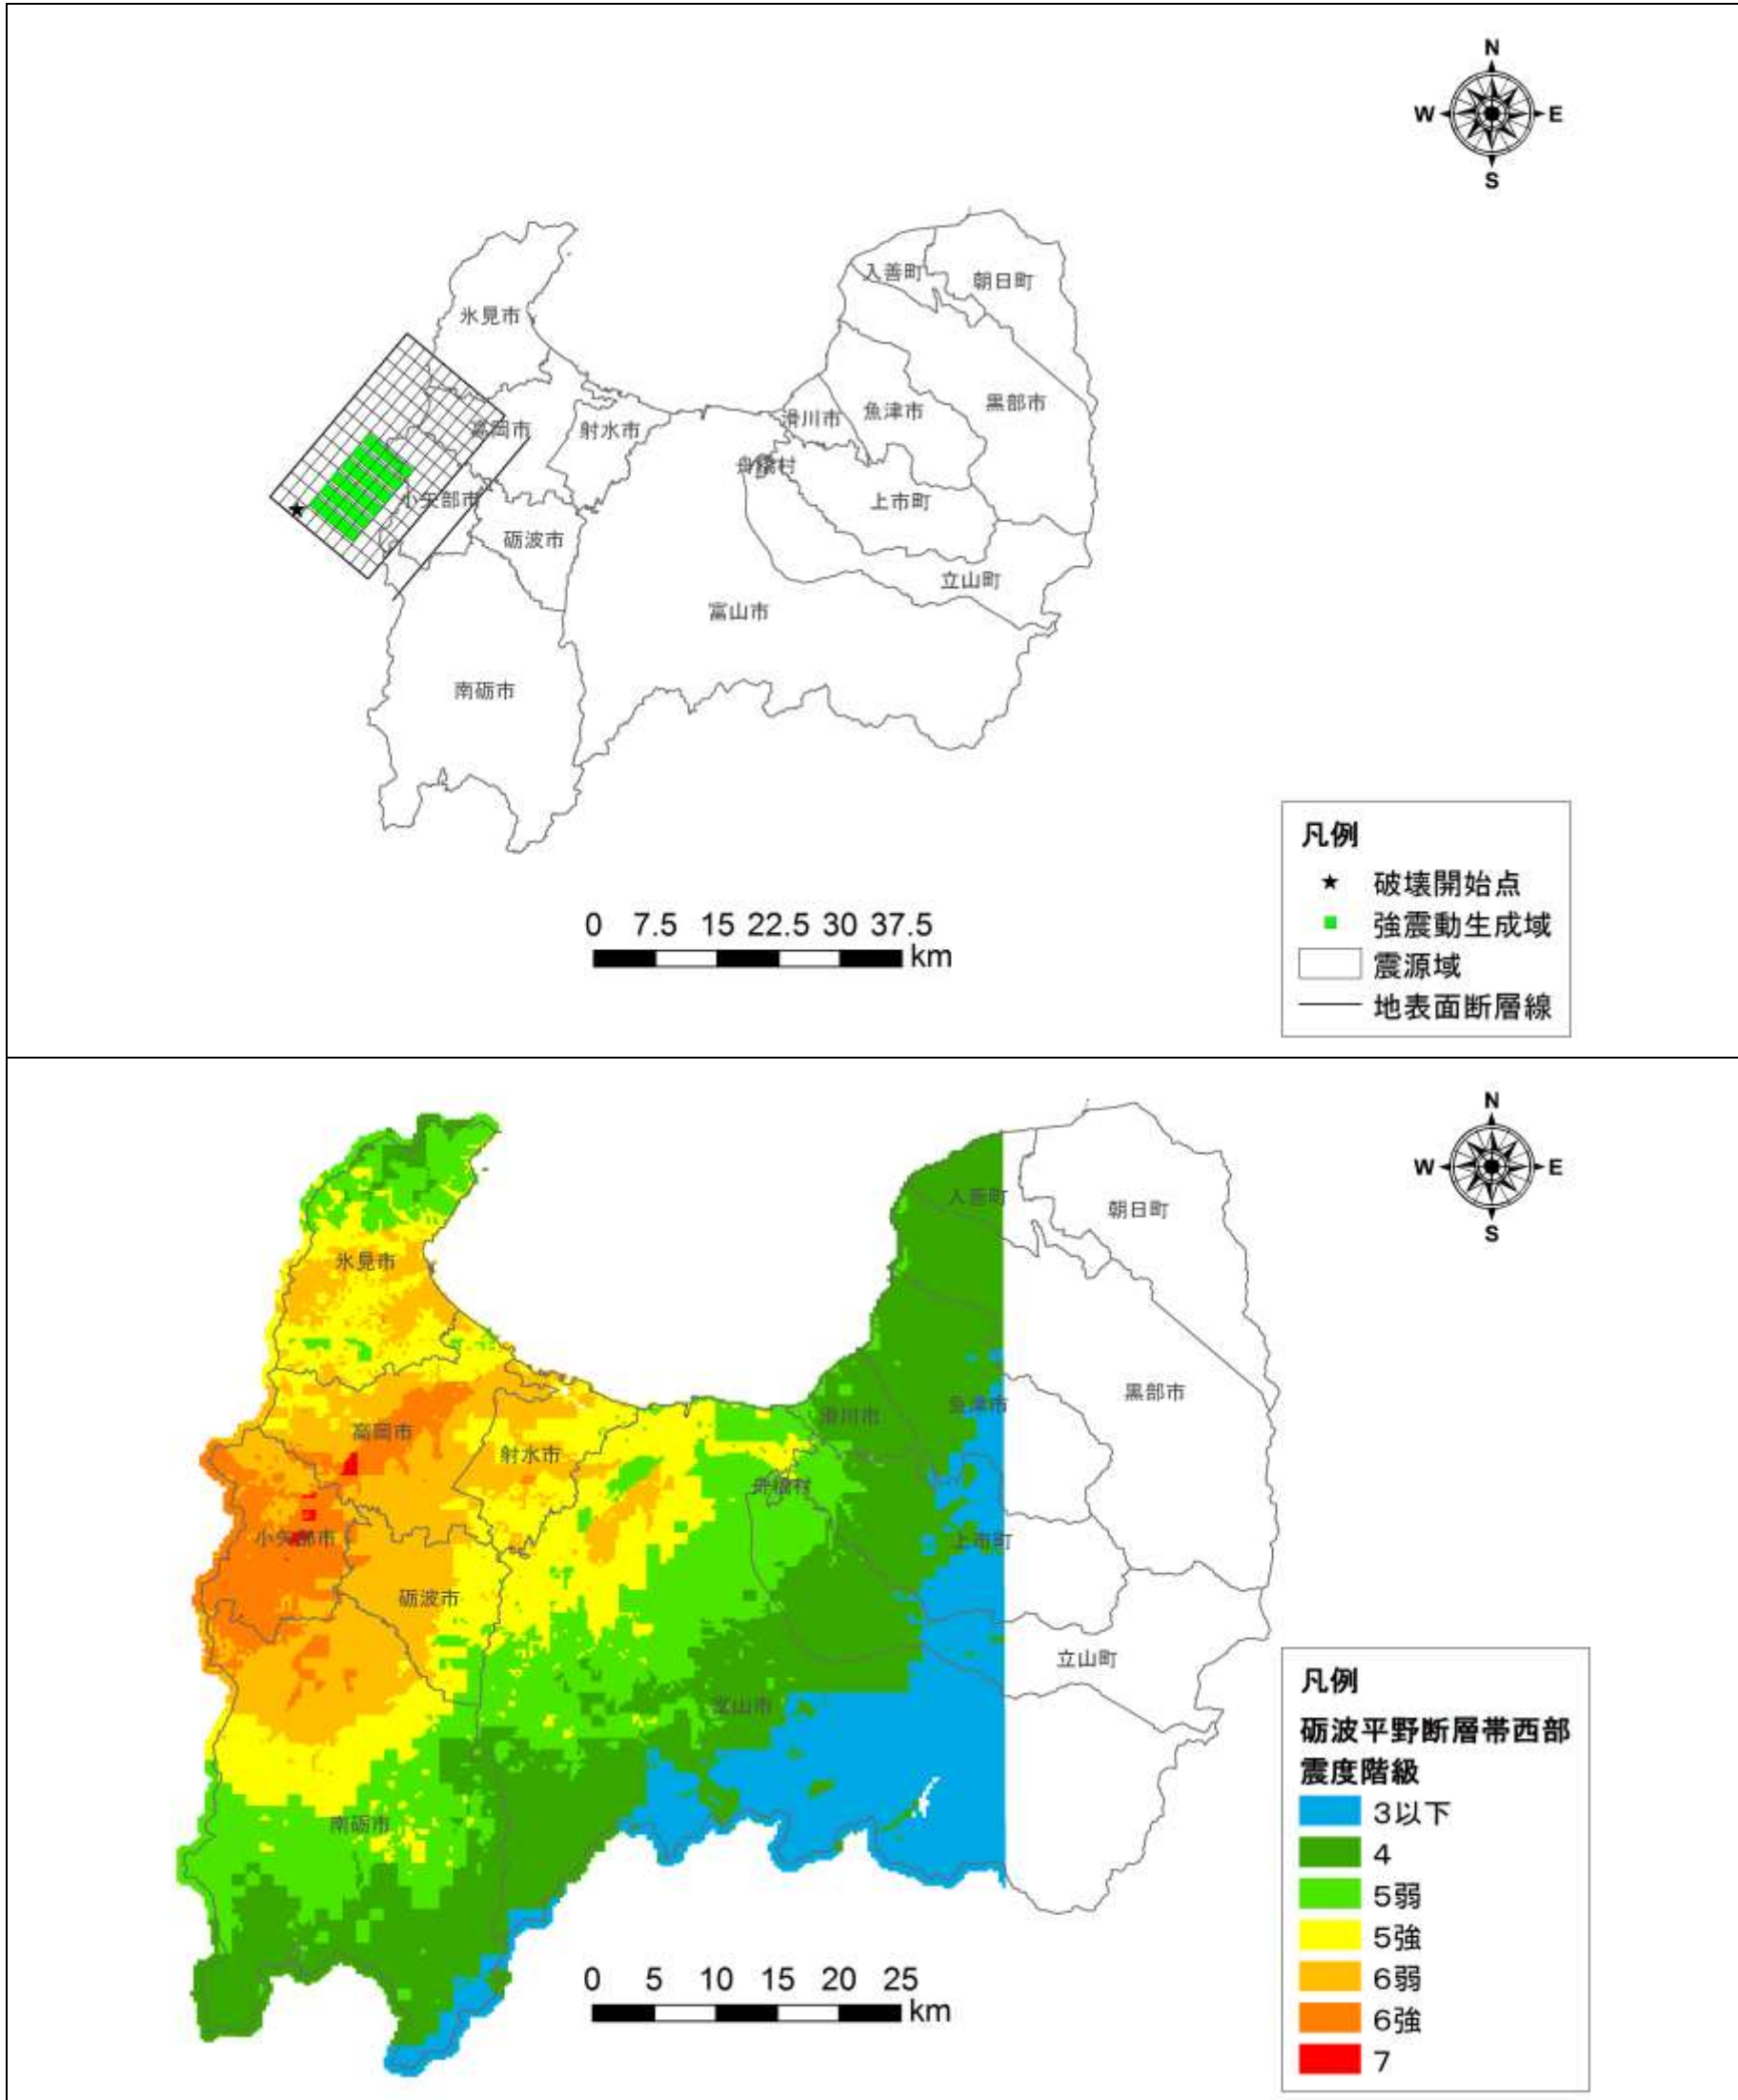 N
W E
S
入善町
朝日町
氷見市
黒部市
魚津市
滑川市
高岡市
射水市
舟橋村
小矢部市
上市町
砺波市
立山町
富山市
南砺市
凡例
破壊開始点
強震動生成域
震源域
地表面断層線
0 7.5 15 22.5 30 37.5
km
N
W E
S
入善町
朝日町
氷見市
黒部市
魚津市
滑川市
高岡市
射水市
舟橋村
小矢部市
上市町
砺波市
立山町
富山市
南砺市
凡例
砺波平野断層帯西部
震度階級
3以下
4
5弱
5強
6弱
6強
7
0 5 10 15 20 25
km